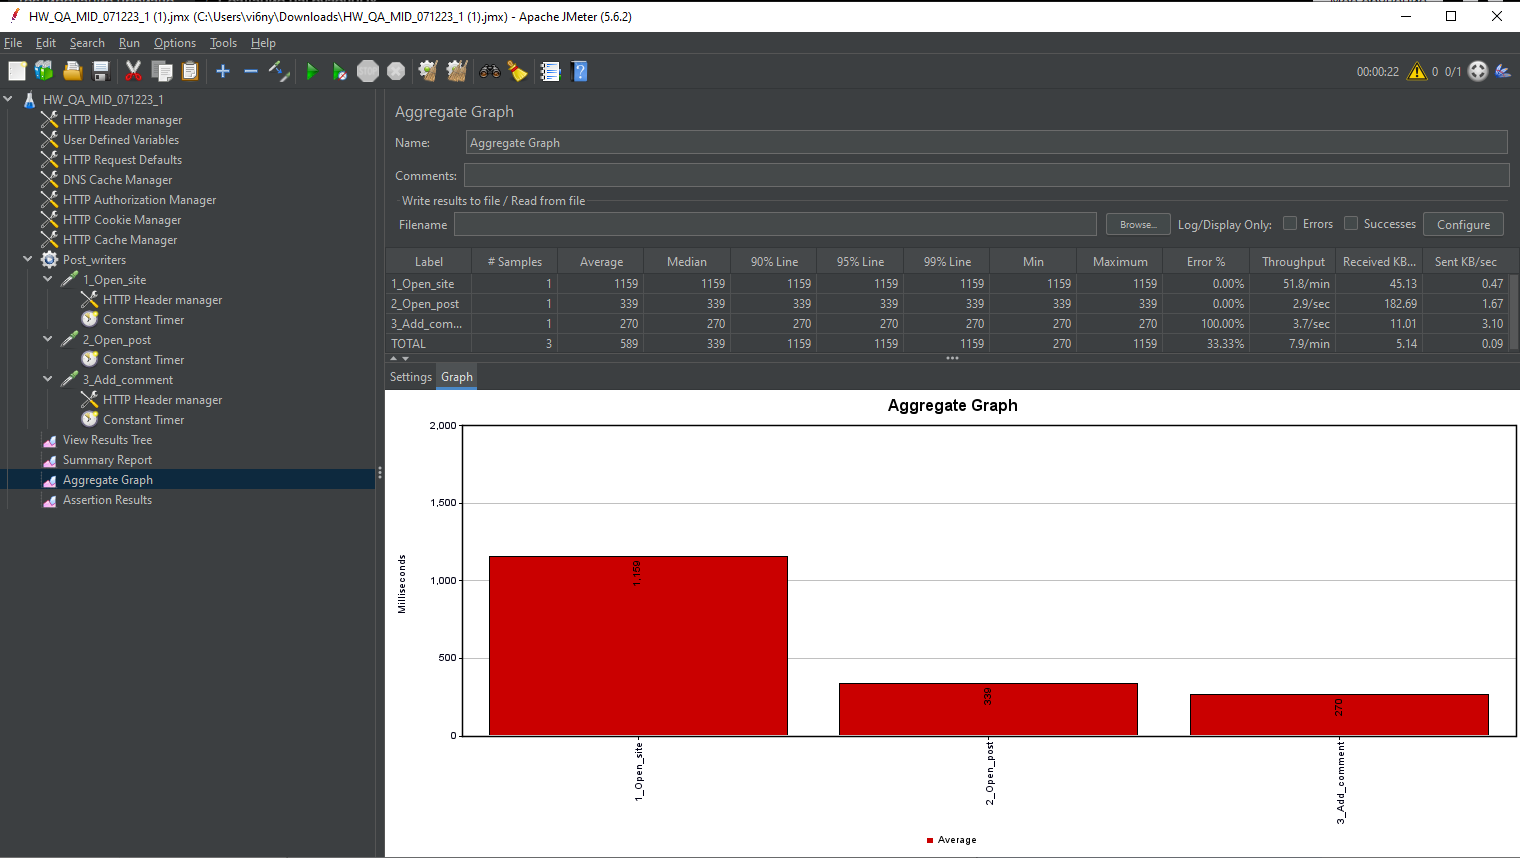 HW_QA_MID_071223_1 (1).jmx (C:\Users\vi6ny\Downloads\HW_QA_MID_071223_1 (1).jmx) - Apache JMeter (5.6.2)
File Edit Search Run Options Tools Help
00:00:22 0 0/1
HW_QA_MID_071223_1
HTTP Header manager
User Defined Variables
HTTP Request Defaults
DNS Cache Manager
HTTP Authorization Manager
HTTP Cookie Manager
HTTP Cache Manager
Post_writers
1_Open_site
HTTP Header manager
Constant Timer
2_Open_post
Constant Timer
3_Add_comment
HTTP Header manager
Constant Timer
View Results Tree
Summary Report
Aggregate Graph
Assertion Results
Aggregate Graph
Name: Aggregate Graph
Comments:
Write results to file / Read from file
Filename Browse... Log/Display Only: Errors Successes Configure
Label # Samples Average Median 90% Line 95% Line 99% Line Min Maximum Error % Throughput Received KB... Sent KB/sec
1_Open_site 1 1159 1159 1159 1159 1159 1159 1159 0.00% 51.8/min 45.13 0.47
2_Open_post 1 339 339 339 339 339 339 339 0.00% 2.9/sec 182.69 1.67
3_Add_com... 1 270 270 270 270 270 270 270 100.00% 3.7/sec 11.01 3.10
TOTAL 3 589 339 1159 1159 1159 270 1159 33.33% 7.9/min 5.14 0.09
Settings Graph
Aggregate Graph
2,000
1,500
1,000
500
0
Milliseconds
1,159
339
270
1_Open_site
2_Open_post
3_Add_comment
Average